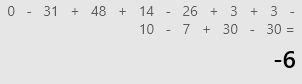 0 - 31 + 48 + 14 - 26 + 3 + 3 -
10 - 7 + 30 - 30 =
-6